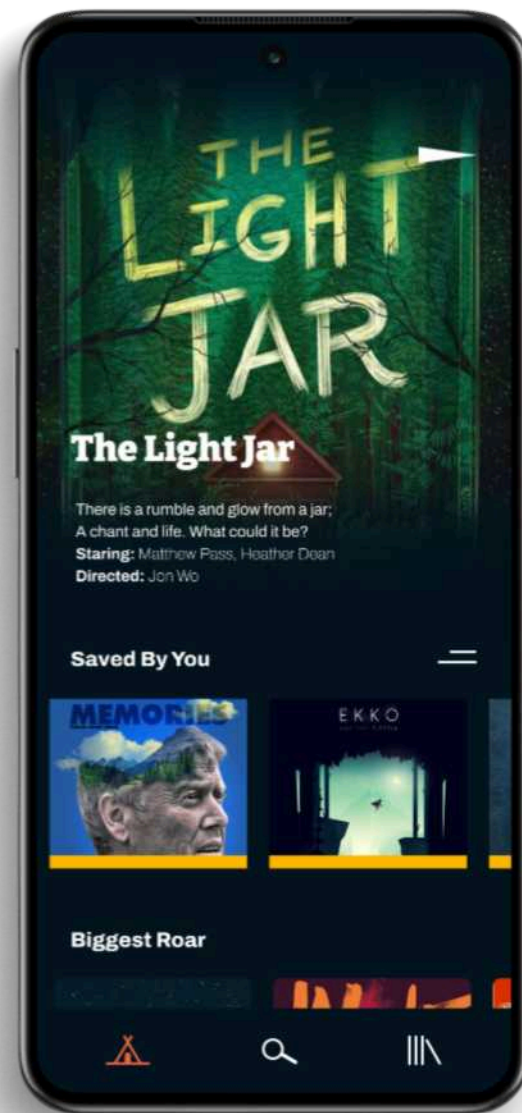 THE
LIGHT
JAR
The Light Jar
There is a rumble and glow from a jar;
A chant and life. What could it be?
Staring: Matthew Pass, Heather Dean
Directed: Jon Wo
Saved By You
MEMORIES
EKKO
Biggest Roar